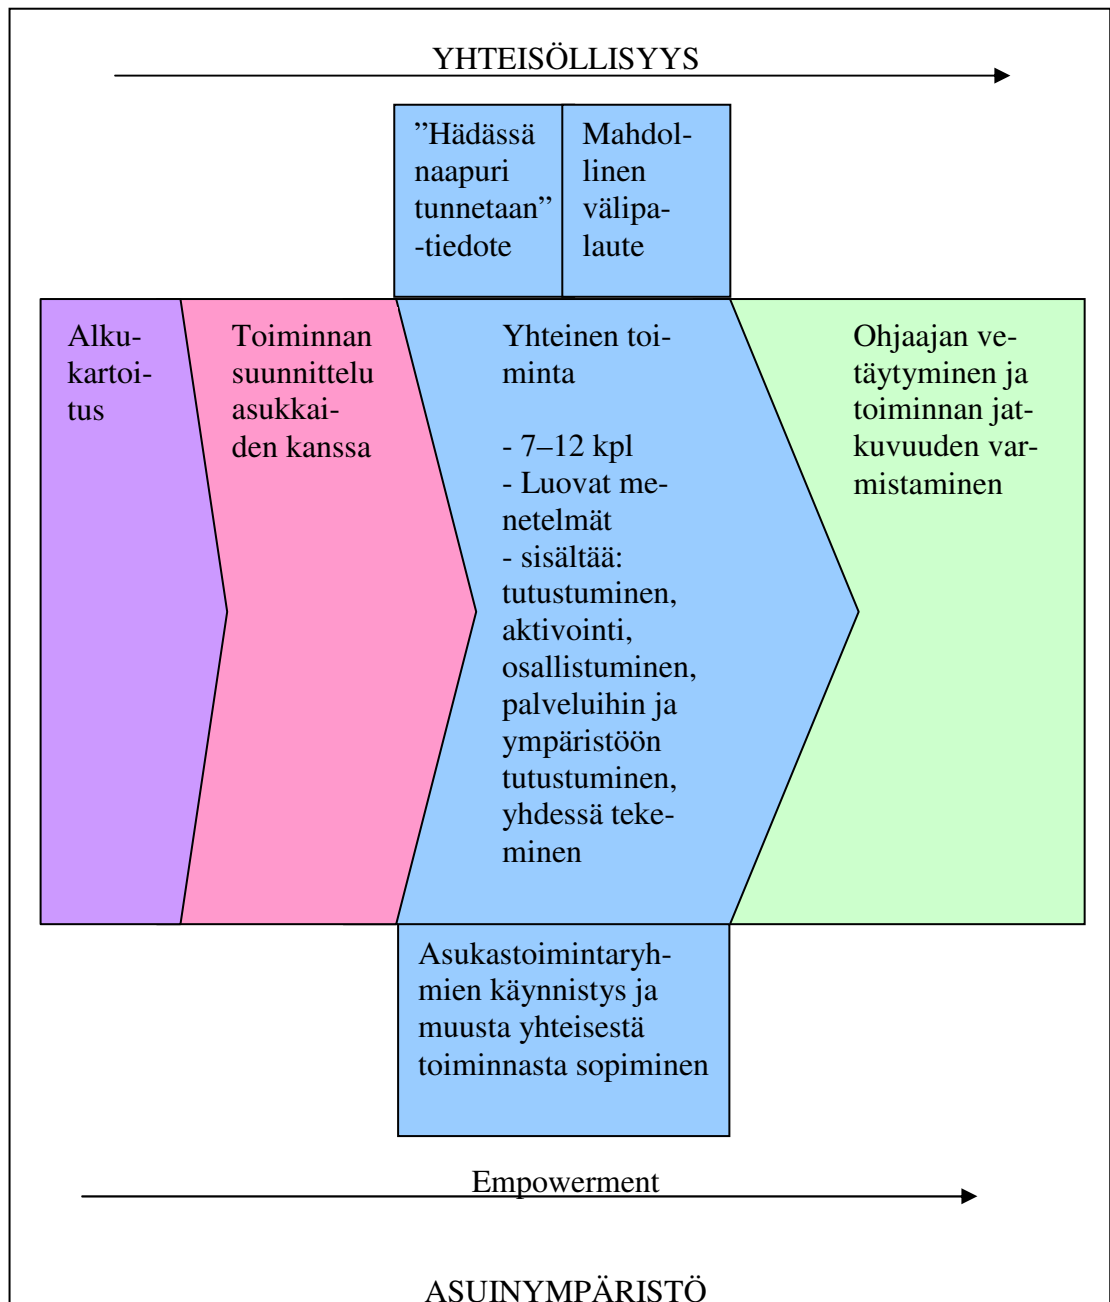 YHTEISÖLLISYYS
”Hädässä
naapuri
tunnetaan”
-tiedote
Mahdol-
linen
välipa-
laute
Alku-
kartoi-
tus
Toiminnan
suunnittelu
asukkai-
den kanssa
Yhteinen toi-
minta
- 7–12 kpl
- Luovat me-
netelmät
- sisältää:
tutustuminen,
aktivointi,
osallistuminen,
palveluihin ja
ympäristöön
tutustuminen,
yhdessä teke-
minen
Ohjaajan ve-
täytyminen ja
toiminnan jat-
kuvuuden var-
mistaminen
Asukastoimintaryh-
mien käynnistys ja
muusta yhteisestä
toiminnasta sopiminen
Empowerment
ASUINYMPÄRISTÖ